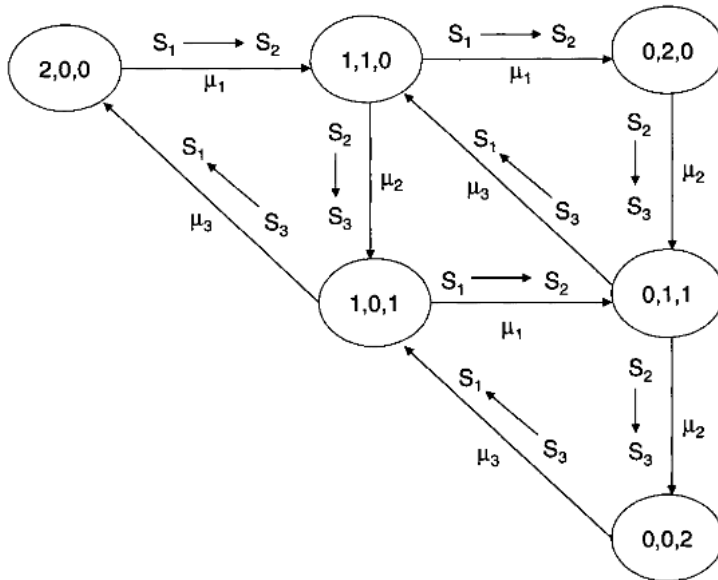 2,0,0
S₁ → S₂
μ₁
1,1,0
S₁ → S₂
μ₁
0,2,0
S₂
↓
S₃
μ₂
S₂
↓
S₃
μ₂
S₁
S₃
μ₃
S₁
S₃
μ₃
1,0,1
S₁ → S₂
μ₁
0,1,1
S₂
↓
S₃
μ₂
S₁
S₃
μ₃
0,0,2